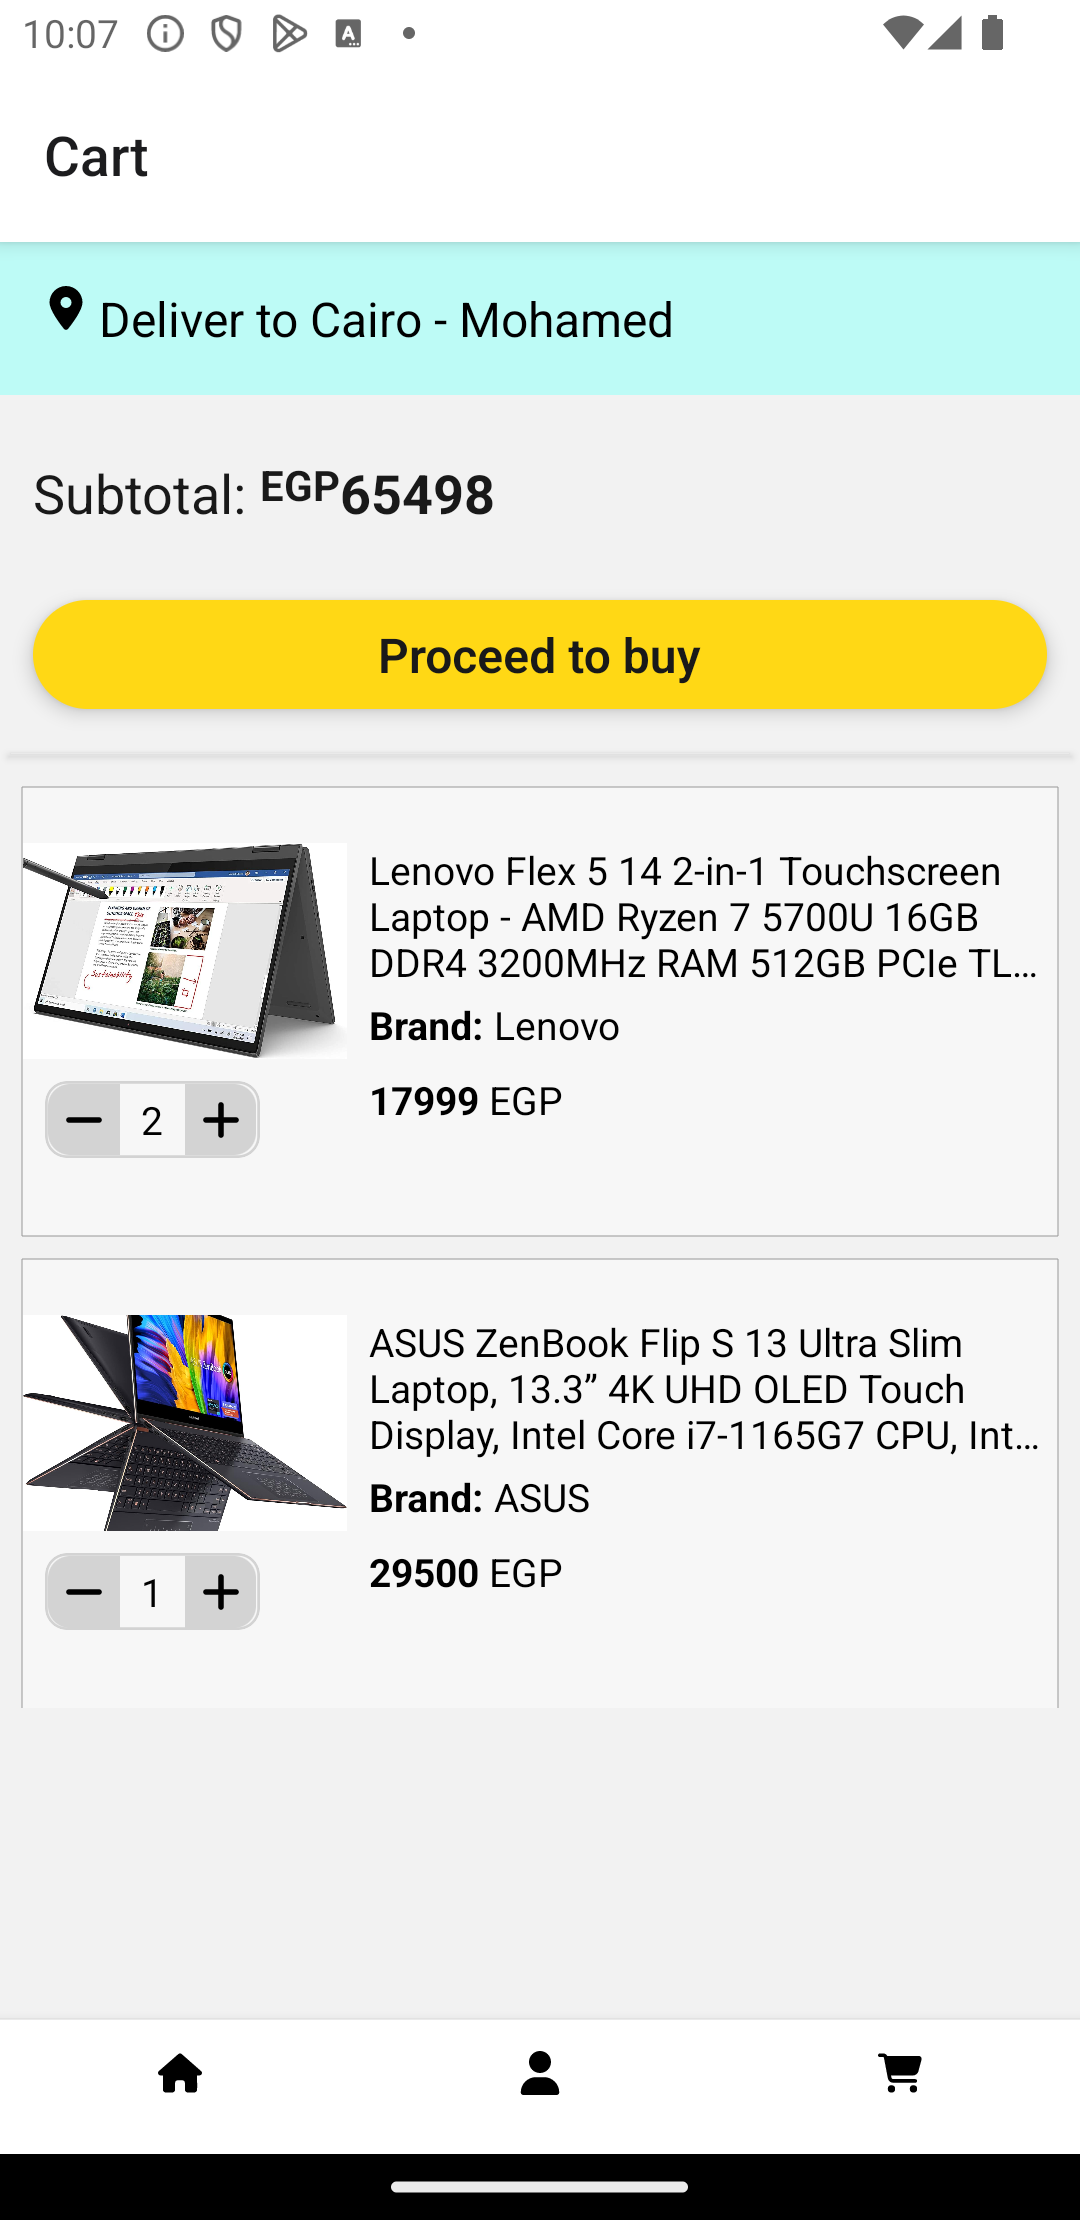 10:07
Cart
Deliver to Cairo - Mohamed
Subtotal: EGP65498
Proceed to buy
Lenovo Flex 5 14 2-in-1 Touchscreen
Laptop - AMD Ryzen 7 5700U 16GB
DDR4 3200MHz RAM 512GB PCIe TL...
Brand: Lenovo
17999 EGP
2
ASUS ZenBook Flip S 13 Ultra Slim
Laptop, 13.3” 4K UHD OLED Touch
Display, Intel Core i7-1165G7 CPU, Int...
Brand: ASUS
29500 EGP
1